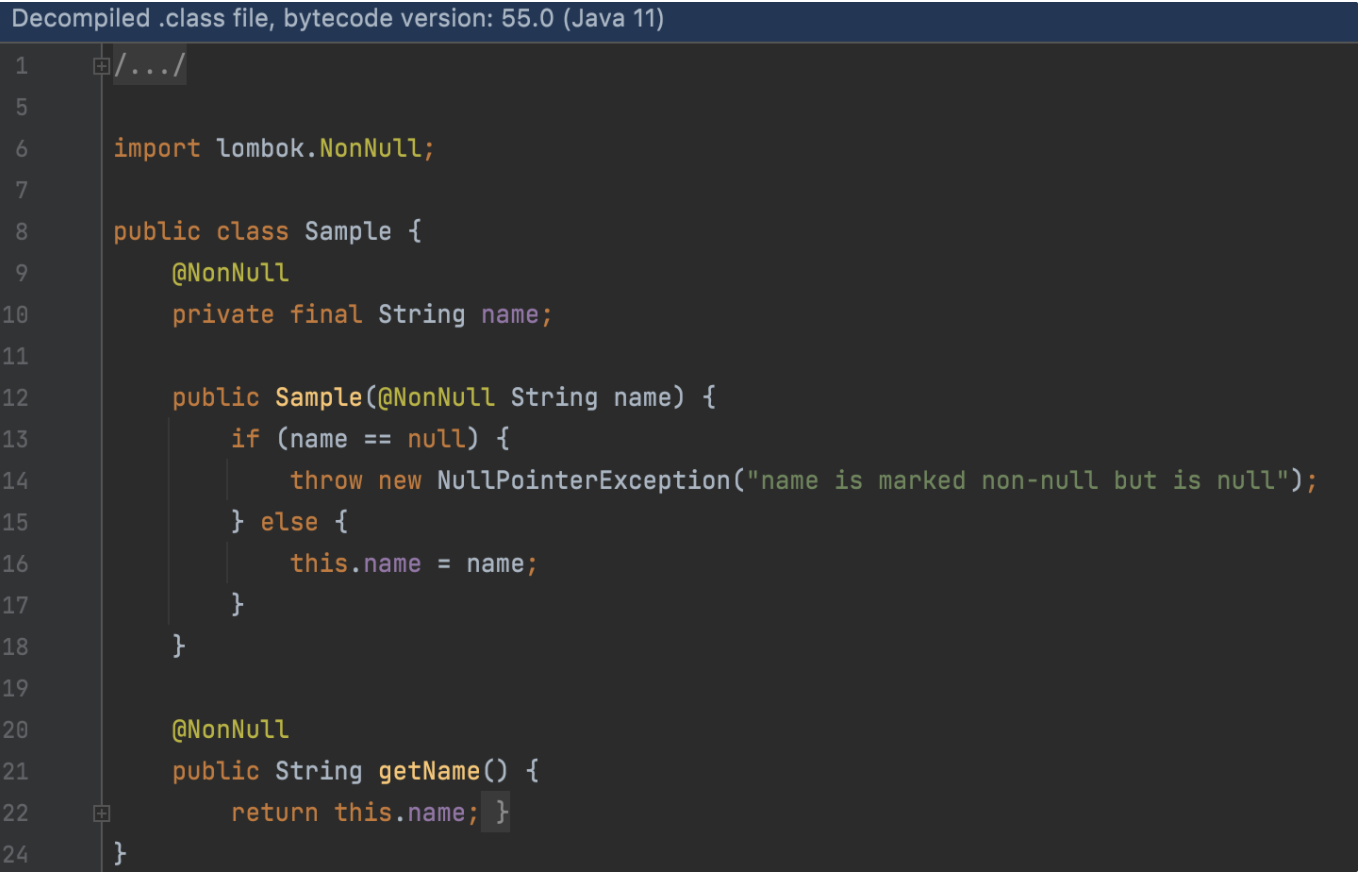 Decompiled .class file, bytecode version: 55.0 (Java 11)
1 /.../
5
6 import lombok.NonNull;
7
8 public class Sample {
9     @NonNull
10     private final String name;
11
12     public Sample(@NonNull String name) {
13         if (name == null) {
14             throw new NullPointerException("name is marked non-null but is null");
15         } else {
16             this.name = name;
17         }
18     }
19
20     @NonNull
21     public String getName() {
22         return this.name; }
24 }